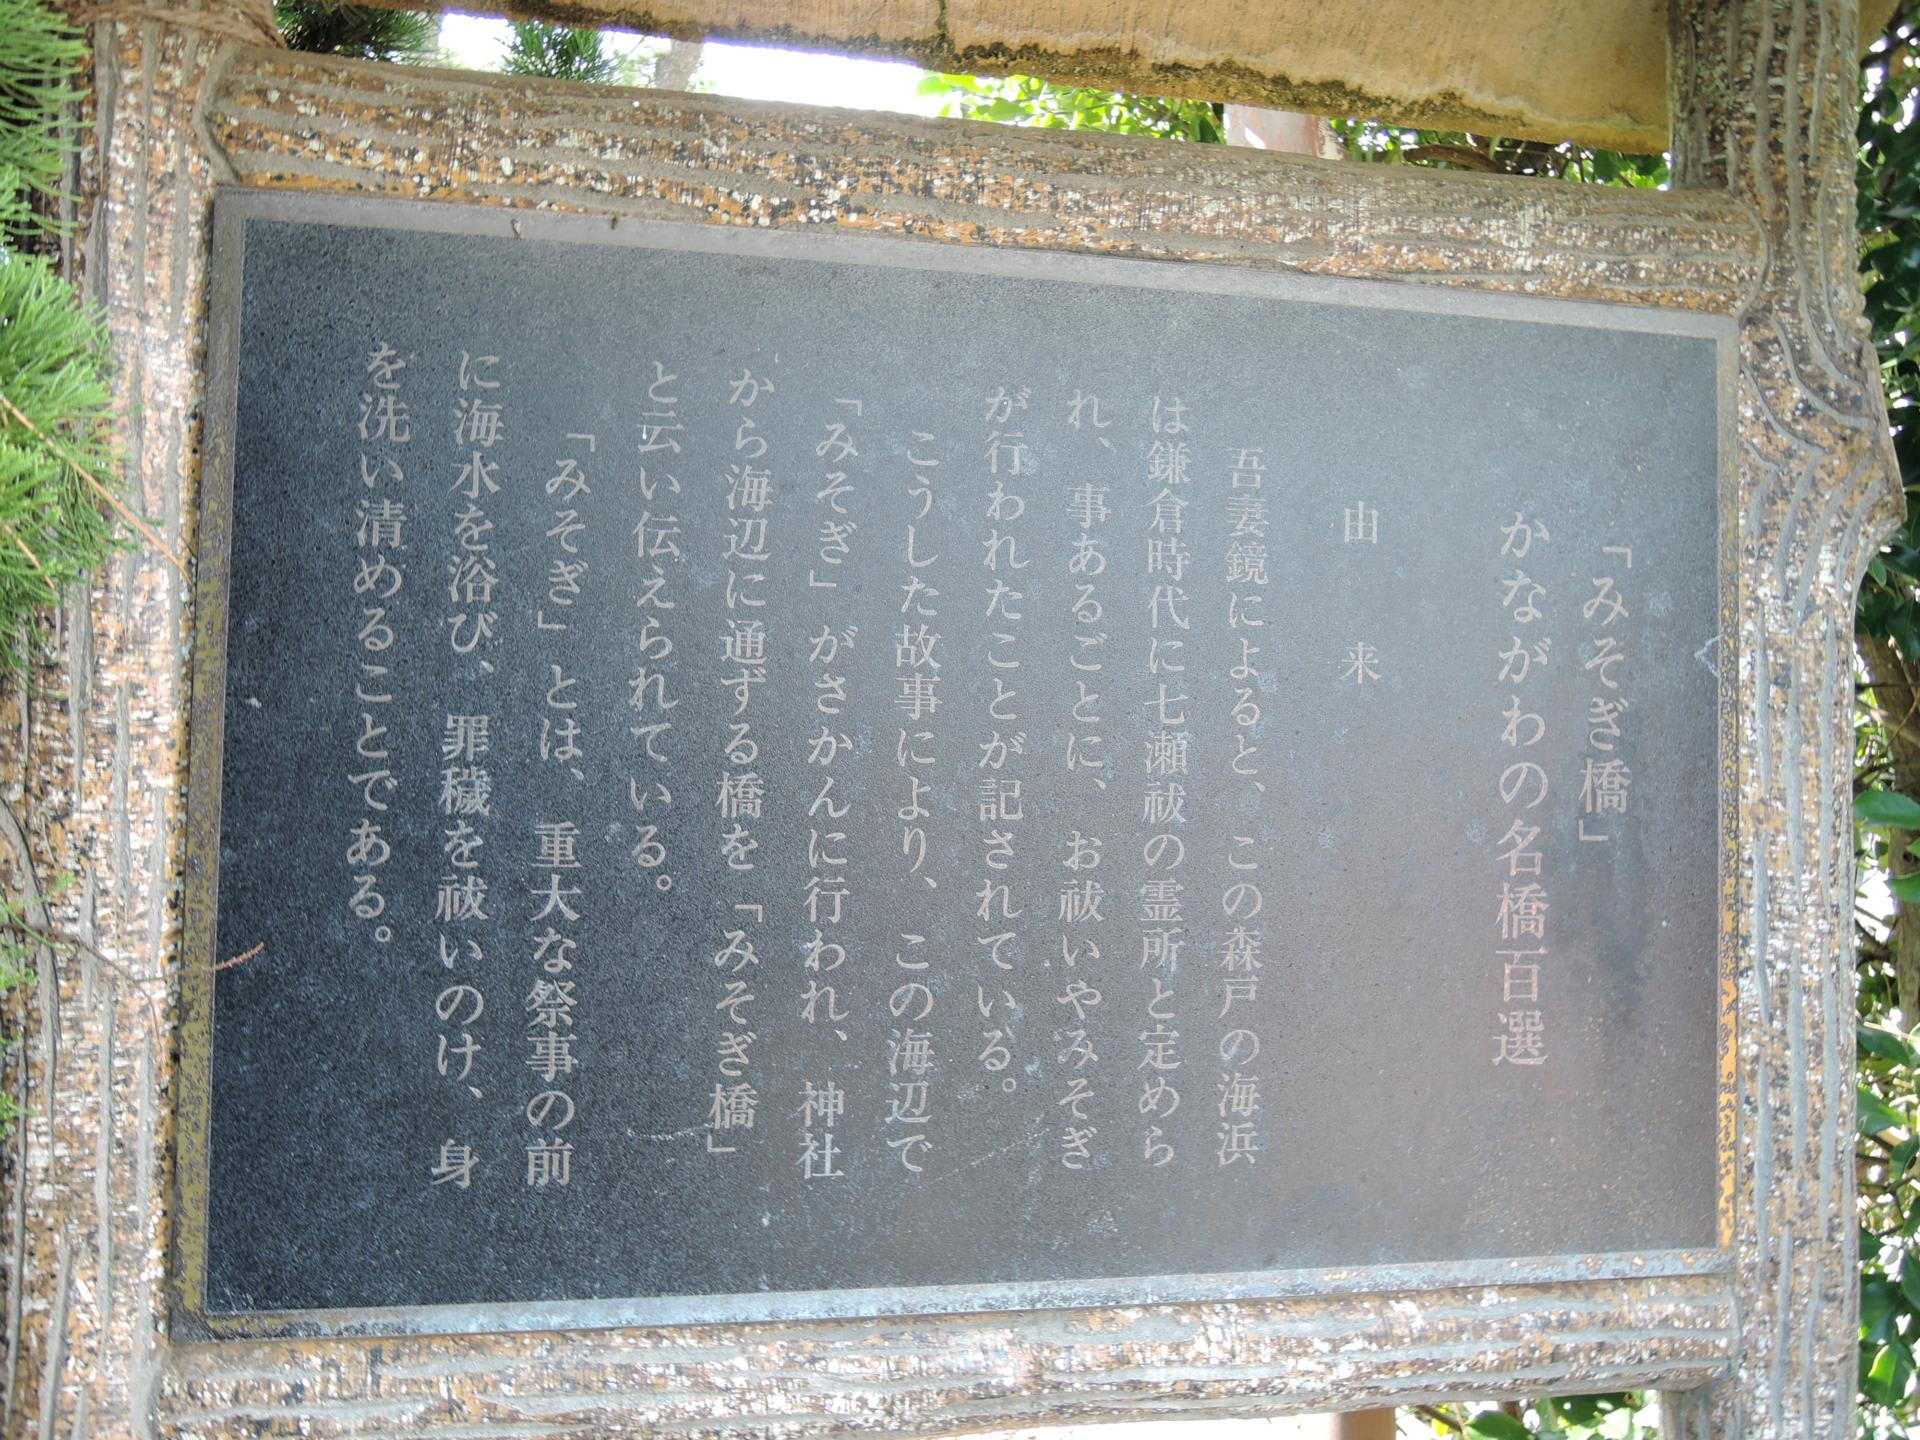 「みそぎ橋」
かながわの名橋百選
由来
吾妻鏡によると、この森戸の海浜
は鎌倉時代に七瀬祓の霊所と定めら
れ、事あるごとに、お祓いやみそぎ
が行われたことが記されている。
こうした故事により、この海辺で
「みそぎ」がさかんに行われ、神社
から海辺に通ずる橋を「みそぎ橋」
と云い伝えられている。
「みそぎ」とは、重大な祭事の前
に海水を浴び、罪穢を祓いのけ、身
を洗い清めることである。